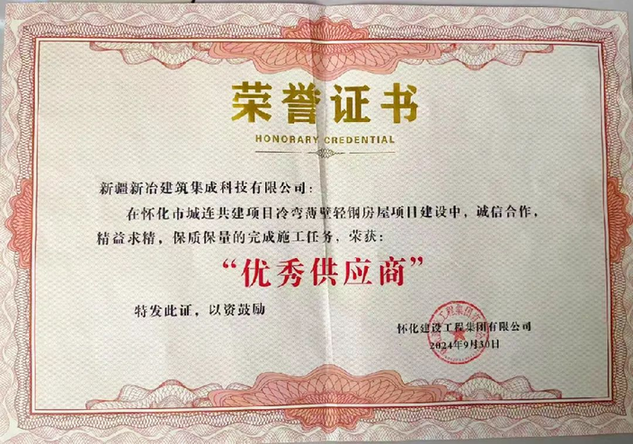 荣誉证书
HONORARY CREDENTIAL
新疆新冶建筑集成科技有限公司：
在怀化市城连共建项目冷弯薄壁轻钢房屋项目建设中，诚信合作，
精益求精，保质保量的完成施工任务，荣获：
“优秀供应商”
特发此证，以资鼓励
怀化建设工程集团有限公司
2024年9月30日